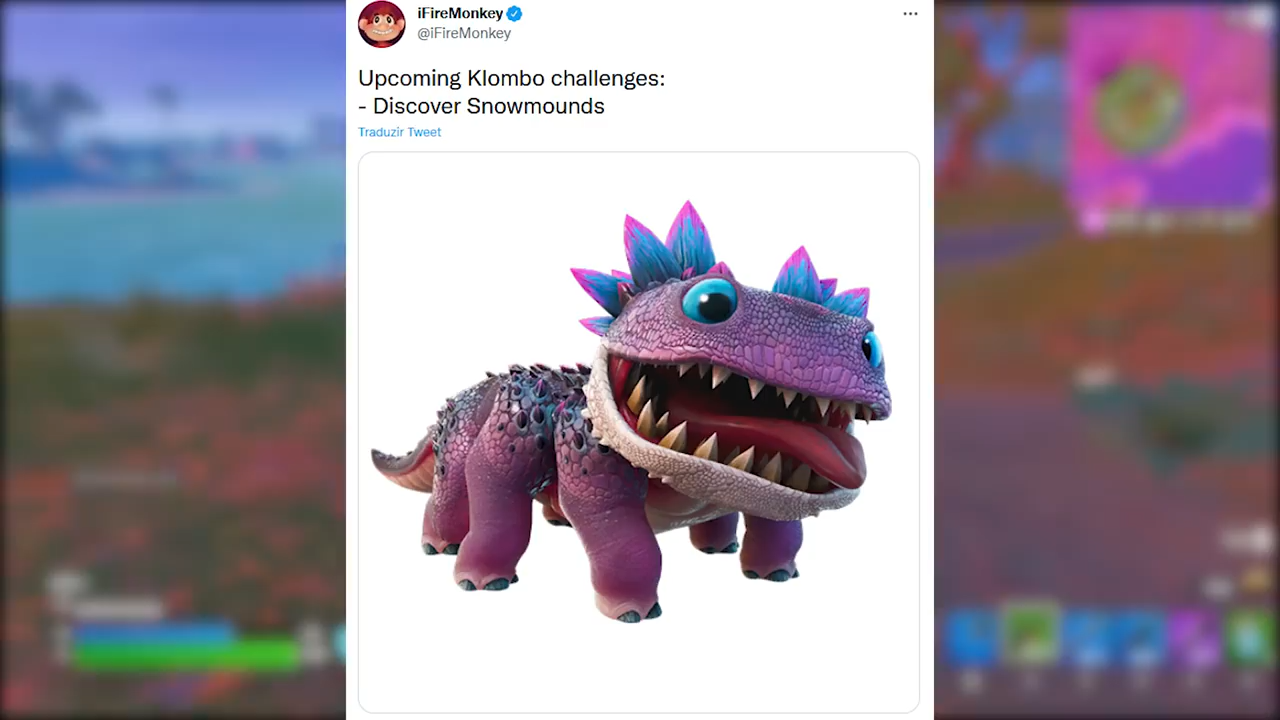 iFireMonkey
@iFireMonkey
Upcoming Klombo challenges:
- Discover Snowmounds
Traduzir Tweet